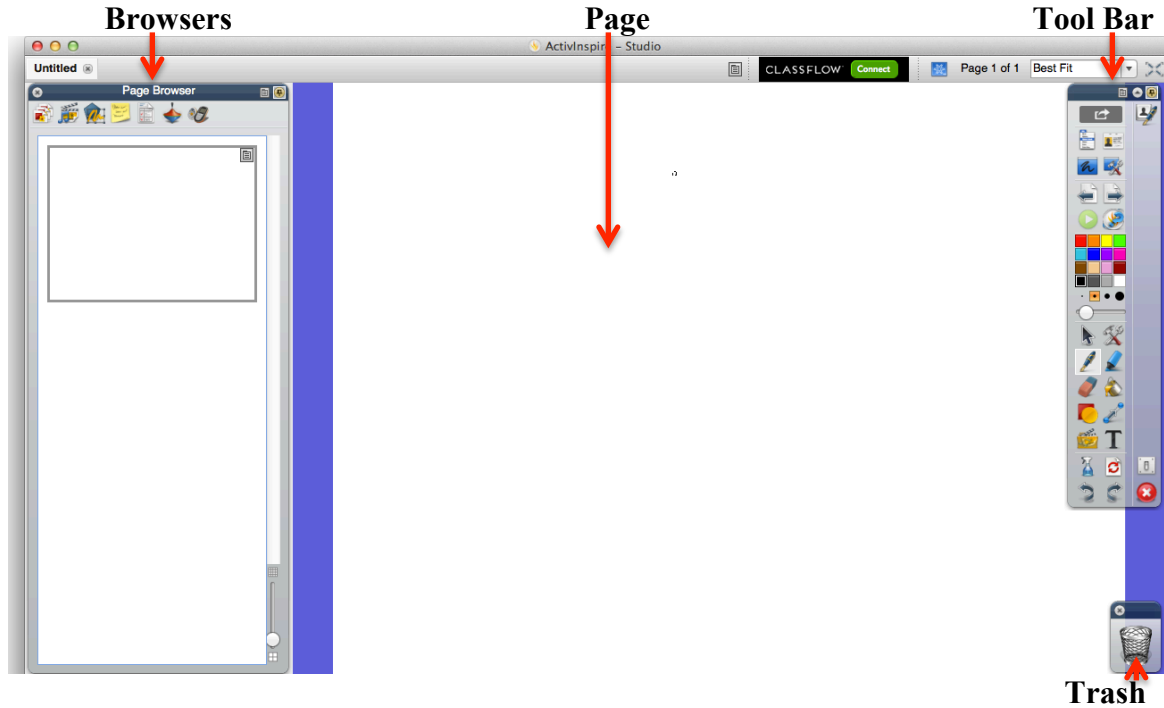 Browsers Page Tool Bar
ActivInspire – Studio
Untitled
CLASSFLOW Connect Page 1 of 1 Best Fit
Page Browser
T
Trash